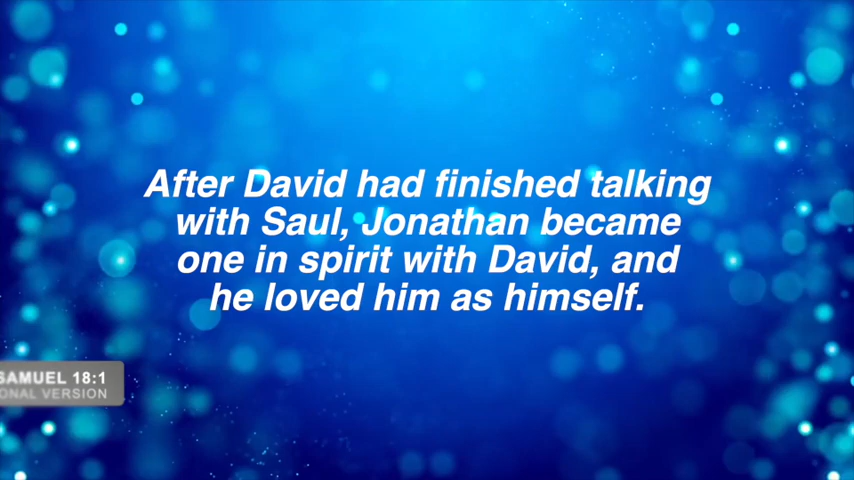 After David had finished talking
with Saul, Jonathan became
one in spirit with David, and
he loved him as himself.
SAMUEL 18:1
ONAL VERSION